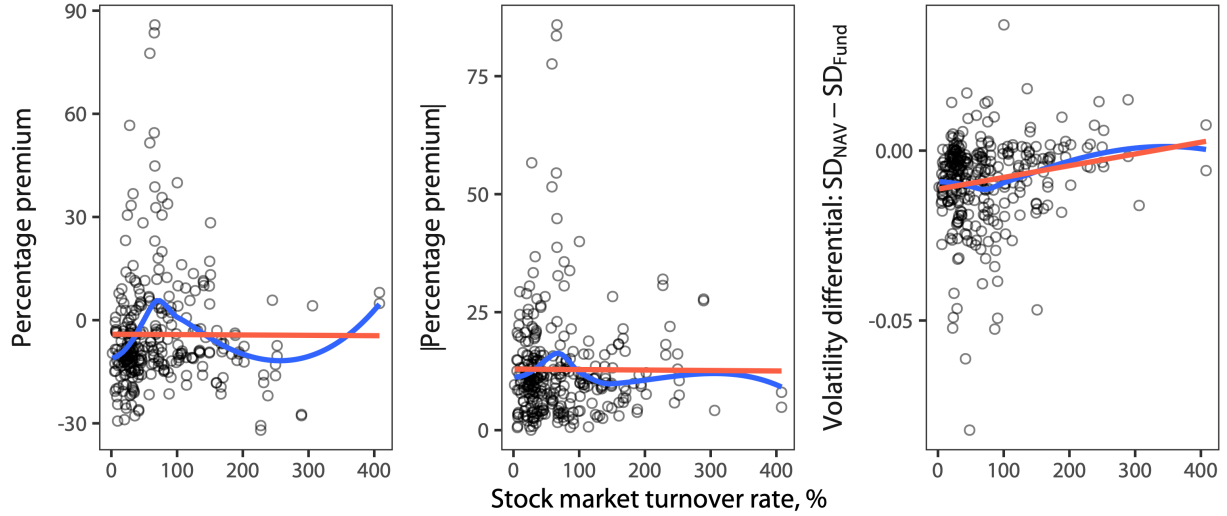 Percentage premium
90
60
30
0
-30
0 100 200 300 400
|Percentage premium|
75
50
25
0
0 100 200 300 400
Volatility differential: SD_NAV − SD_Fund
0.00
-0.05
0 100 200 300 400
Stock market turnover rate, %